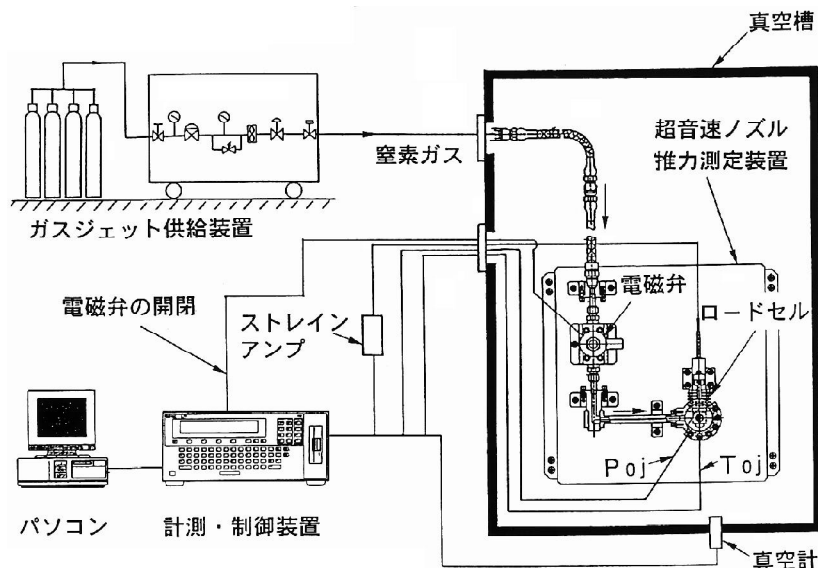 真空槽
超音速ノズル
推力測定装置
窒素ガス
ガスジェット供給装置
電磁弁の開閉
ストレイン
アンプ
電磁弁
ロードセル
Poj
Toj
パソコン
計測・制御装置
真空計